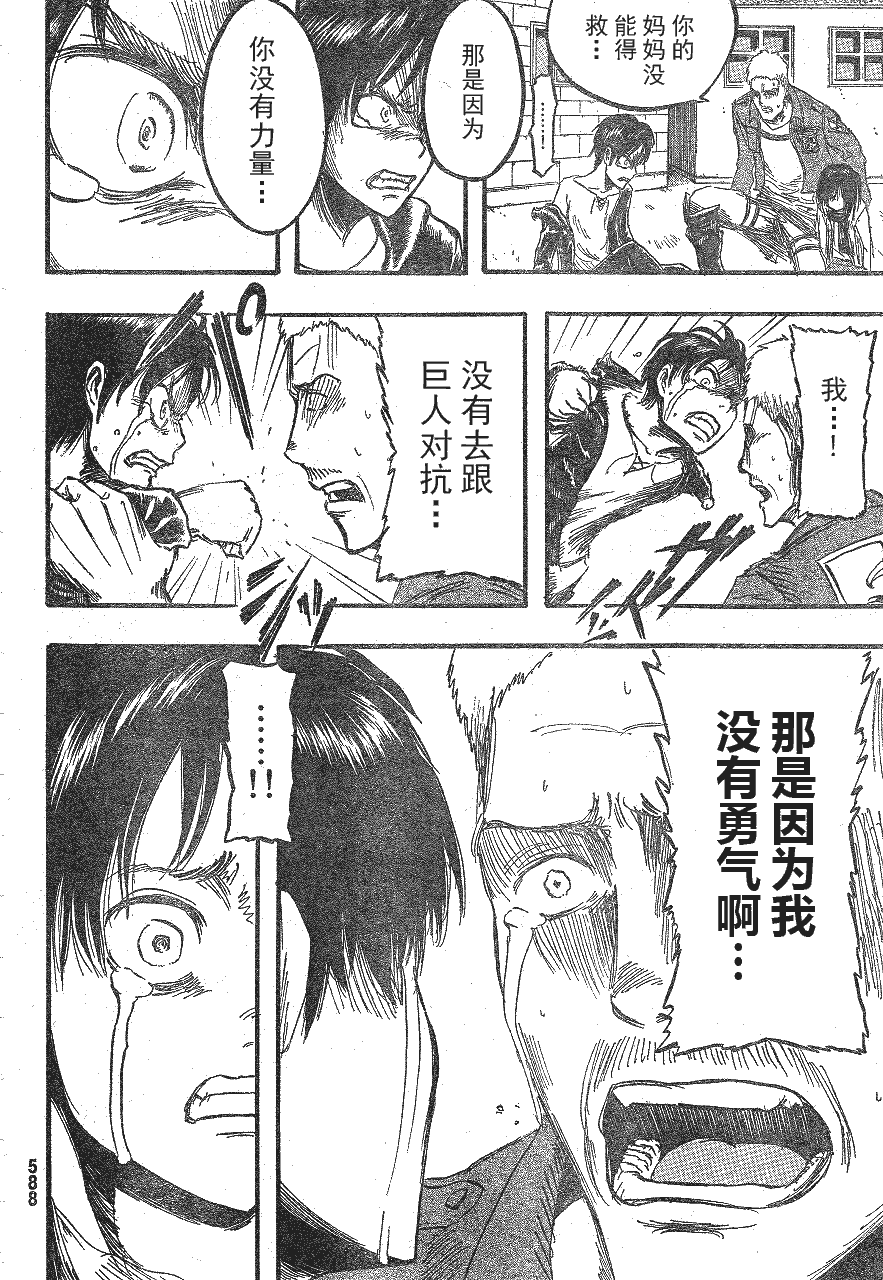 你的
妈妈没
能得
救…
……!
那是因为
你没有力量…
我…!
没有去跟
巨人对抗…
那是因为我
没有勇气啊…
……!!
588